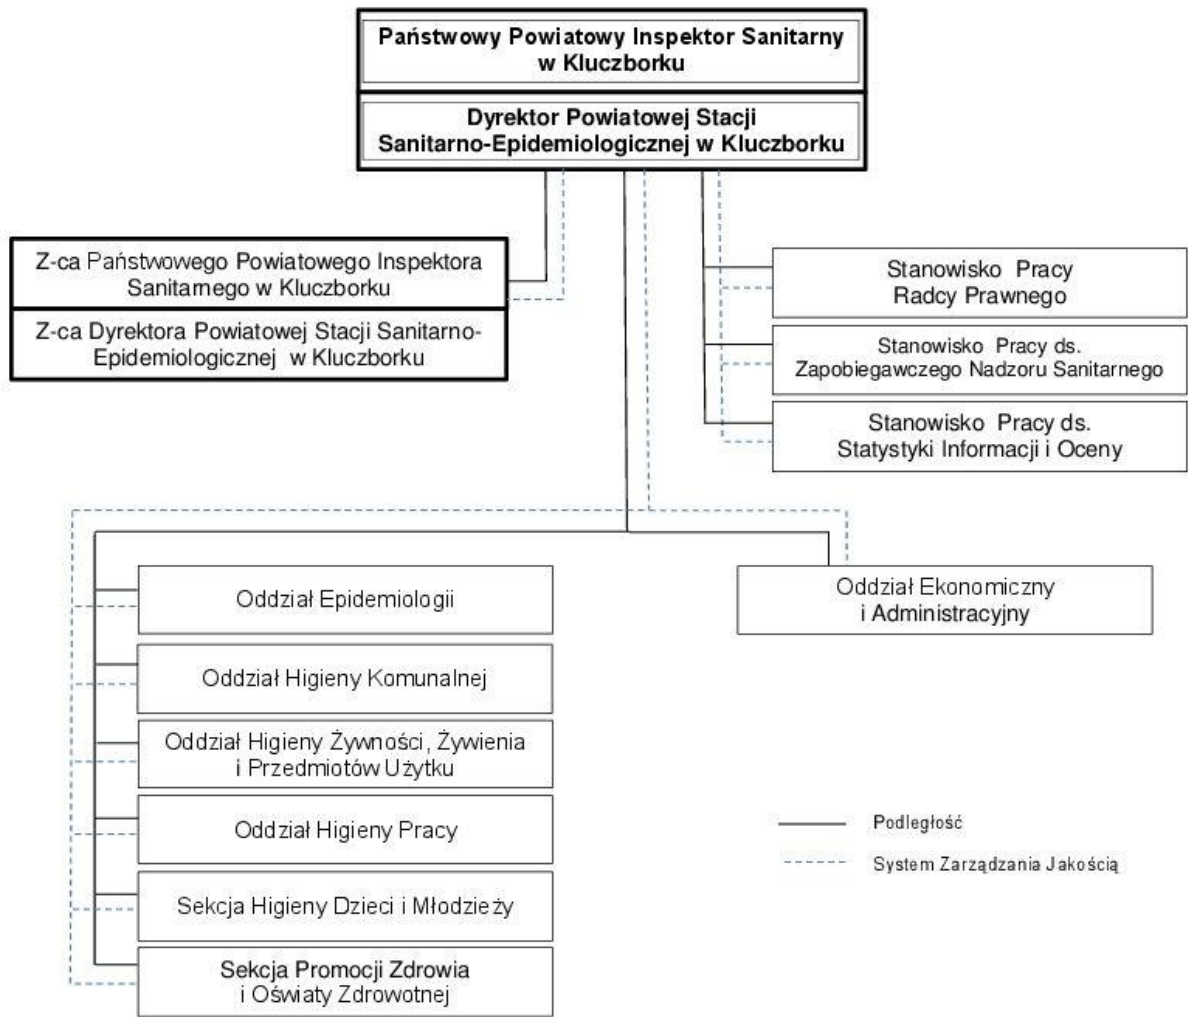 Państwowy Powiatowy Inspektor Sanitarny
w Kluczborku
Dyrektor Powiatowej Stacji
Sanitarno-Epidemiologicznej w Kluczborku
Z-ca Państwowego Powiatowego Inspektora
Sanitarnego w Kluczborku
Z-ca Dyrektora Powiatowej Stacji Sanitarno-
Epidemiologicznej w Kluczborku
Stanowisko Pracy
Radcy Prawnego
Stanowisko Pracy ds.
Zapobiegawczego Nadzoru Sanitarnego
Stanowisko Pracy ds.
Statystyki Informacji i Oceny
Oddział Epidemiologii
Oddział Higieny Komunalnej
Oddział Higieny Żywności, Żywienia
i Przedmiotów Użytku
Oddział Higieny Pracy
Sekcja Higieny Dzieci i Młodzieży
Sekcja Promocji Zdrowia
i Oświaty Zdrowotnej
Oddział Ekonomiczny
i Administracyjny
Podległość
System Zarządzania Jakością